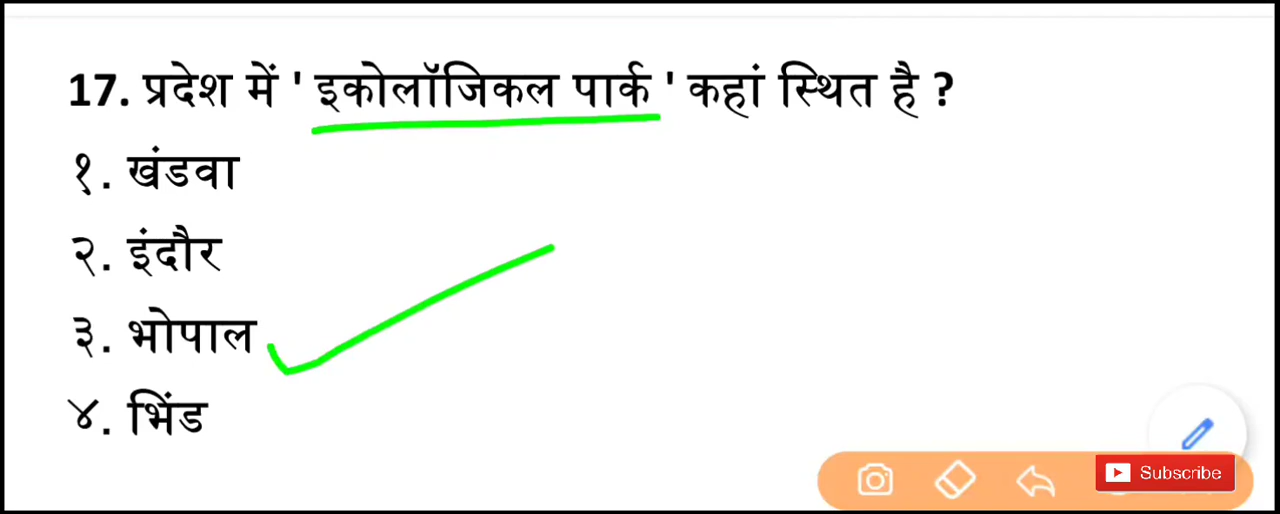 17. प्रदेश में ' इकोलॉजिकल पार्क ' कहां स्थित है ?
१. खंडवा
२. इंदौर
३. भोपाल
४. भिंड
Subscribe